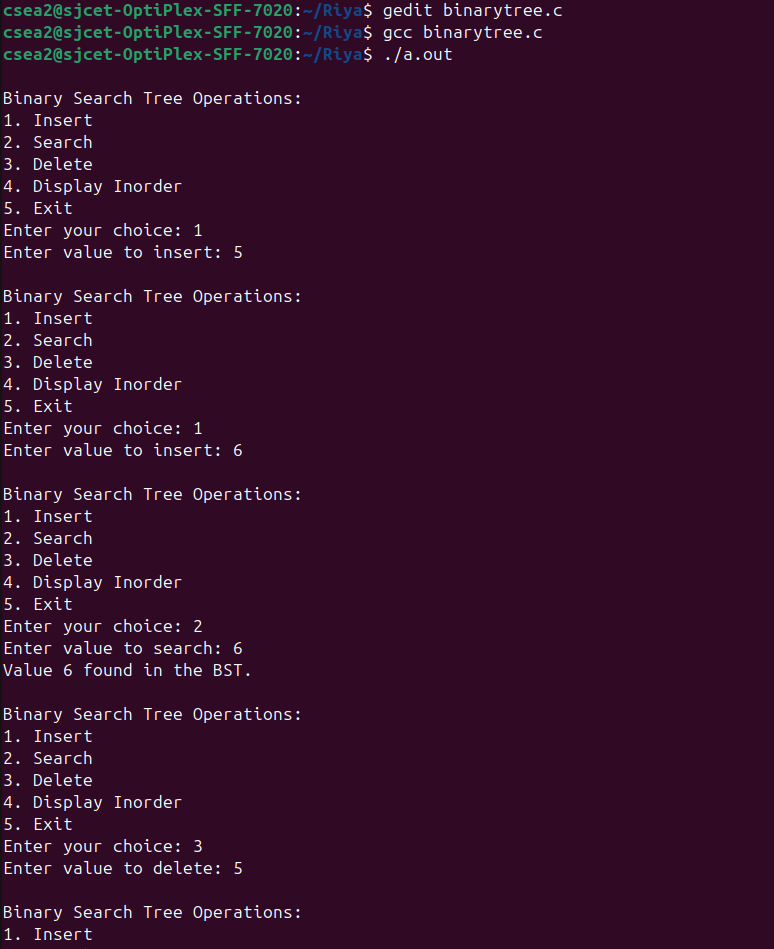 csea2@sjcet-OptiPlex-SFF-7020:~/Riya$ gedit binarytree.c
csea2@sjcet-OptiPlex-SFF-7020:~/Riya$ gcc binarytree.c
csea2@sjcet-OptiPlex-SFF-7020:~/Riya$ ./a.out

Binary Search Tree Operations:
1. Insert
2. Search
3. Delete
4. Display Inorder
5. Exit
Enter your choice: 1
Enter value to insert: 5

Binary Search Tree Operations:
1. Insert
2. Search
3. Delete
4. Display Inorder
5. Exit
Enter your choice: 1
Enter value to insert: 6

Binary Search Tree Operations:
1. Insert
2. Search
3. Delete
4. Display Inorder
5. Exit
Enter your choice: 2
Enter value to search: 6
Value 6 found in the BST.

Binary Search Tree Operations:
1. Insert
2. Search
3. Delete
4. Display Inorder
5. Exit
Enter your choice: 3
Enter value to delete: 5

Binary Search Tree Operations:
1. Insert